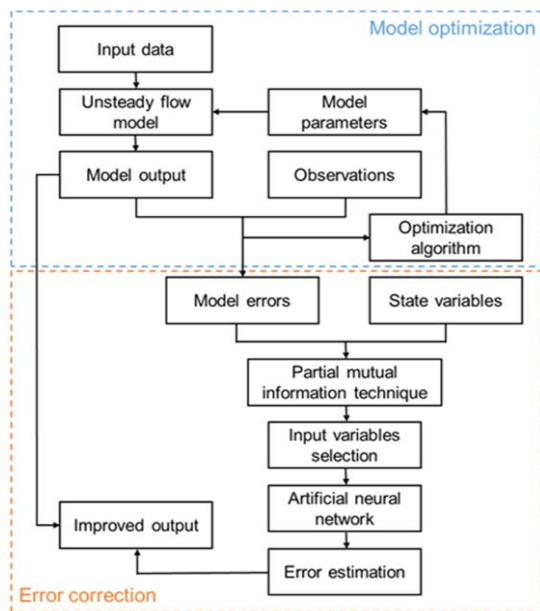 Model optimization
Input data
Unsteady flow
model
Model
parameters
Model output
Observations
Optimization
algorithm
Model errors
State variables
Partial mutual
information technique
Input variables
selection
Artificial neural
network
Improved output
Error estimation
Error correction